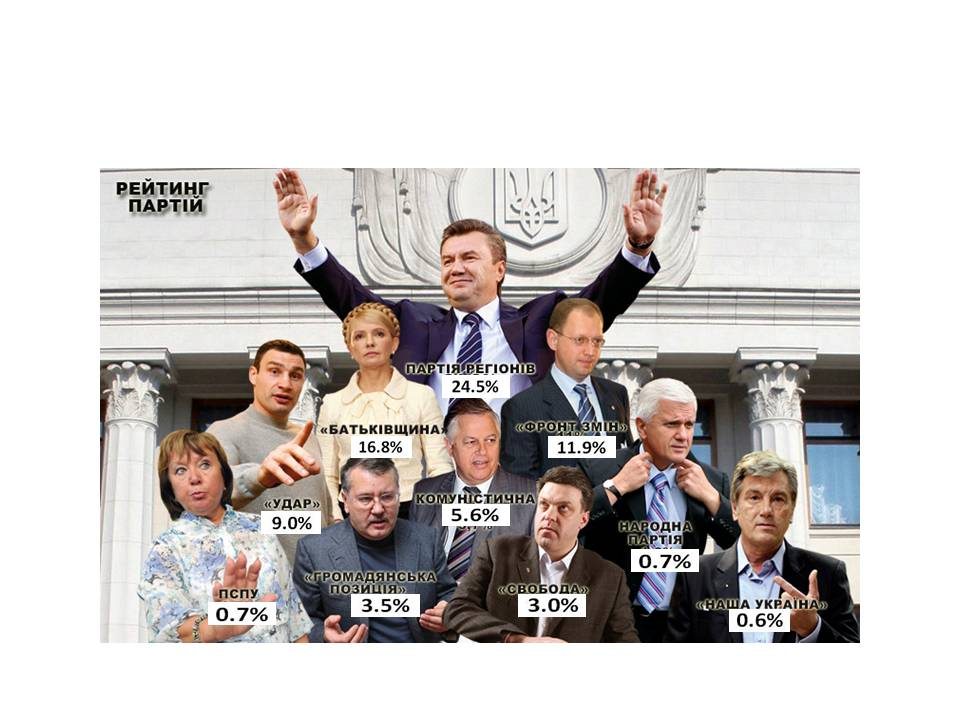 РЕЙТИНГ
ПАРТІЙ
ПАРТІЯ РЕГІОНІВ
24.5%
«БАТЬКІВЩИНА»
16.8%
«ФРОНТ ЗМІН»
11.9%
«УДАР»
9.0%
КОМУНІСТИЧНА
5.6%
НАРОДНА
ПАРТІЯ
0.7%
«ГРОМАДЯНСЬКА
ПОЗИЦІЯ»
3.5%
«СВОБОДА»
3.0%
ПСПУ
0.7%
«НАША УКРАЇНА»
0.6%